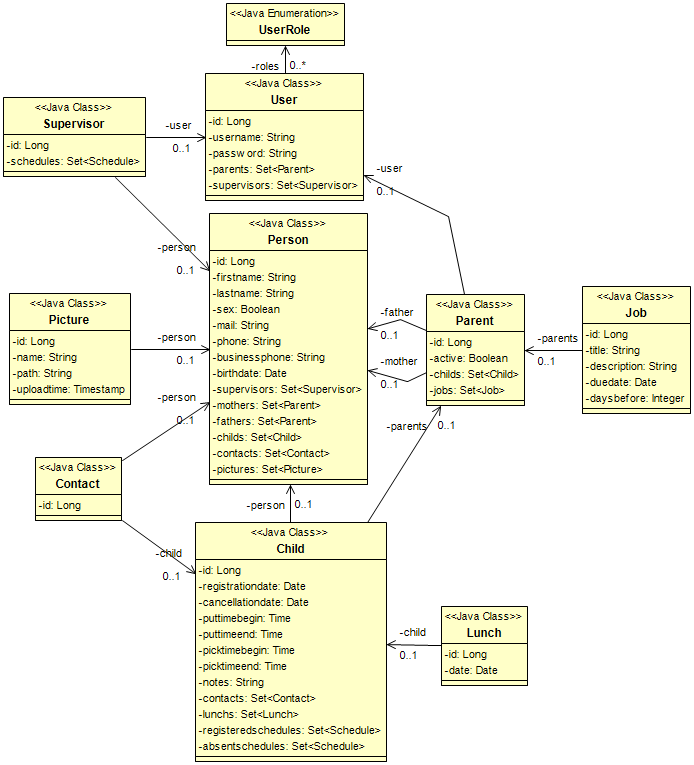 <<Java Enumeration>>
UserRole
-roles
0..*
<<Java Class>>
User
-id: Long
-username: String
-password: String
-parents: Set<Parent>
-supervisors: Set<Supervisor>
<<Java Class>>
Supervisor
-id: Long
-schedules: Set<Schedule>
-user
0..1
-person
0..1
-user
0..1
<<Java Class>>
Person
-id: Long
-firstname: String
-lastname: String
-sex: Boolean
-mail: String
-phone: String
-businessphone: String
-birthdate: Date
-supervisors: Set<Supervisor>
-mothers: Set<Parent>
-fathers: Set<Parent>
-childs: Set<Child>
-contacts: Set<Contact>
-pictures: Set<Picture>
<<Java Class>>
Picture
-id: Long
-name: String
-path: String
-uploadtime: Timestamp
-person
0..1
-father
0..1
-mother
0..1
<<Java Class>>
Parent
-id: Long
-active: Boolean
-childs: Set<Child>
-jobs: Set<Job>
-parents
0..1
<<Java Class>>
Job
-id: Long
-title: String
-description: String
-duedate: Date
-daysbefore: Integer
-person
0..1
-parents
0..1
<<Java Class>>
Contact
-id: Long
-child
0..1
-person
0..1
<<Java Class>>
Child
-id: Long
-registrationdate: Date
-cancellationdate: Date
-puttimebegin: Time
-puttimeend: Time
-picktimebegin: Time
-picktimeend: Time
-notes: String
-contacts: Set<Contact>
-lunchs: Set<Lunch>
-registeredschedules: Set<Schedule>
-absentschedules: Set<Schedule>
-child
0..1
<<Java Class>>
Lunch
-id: Long
-date: Date